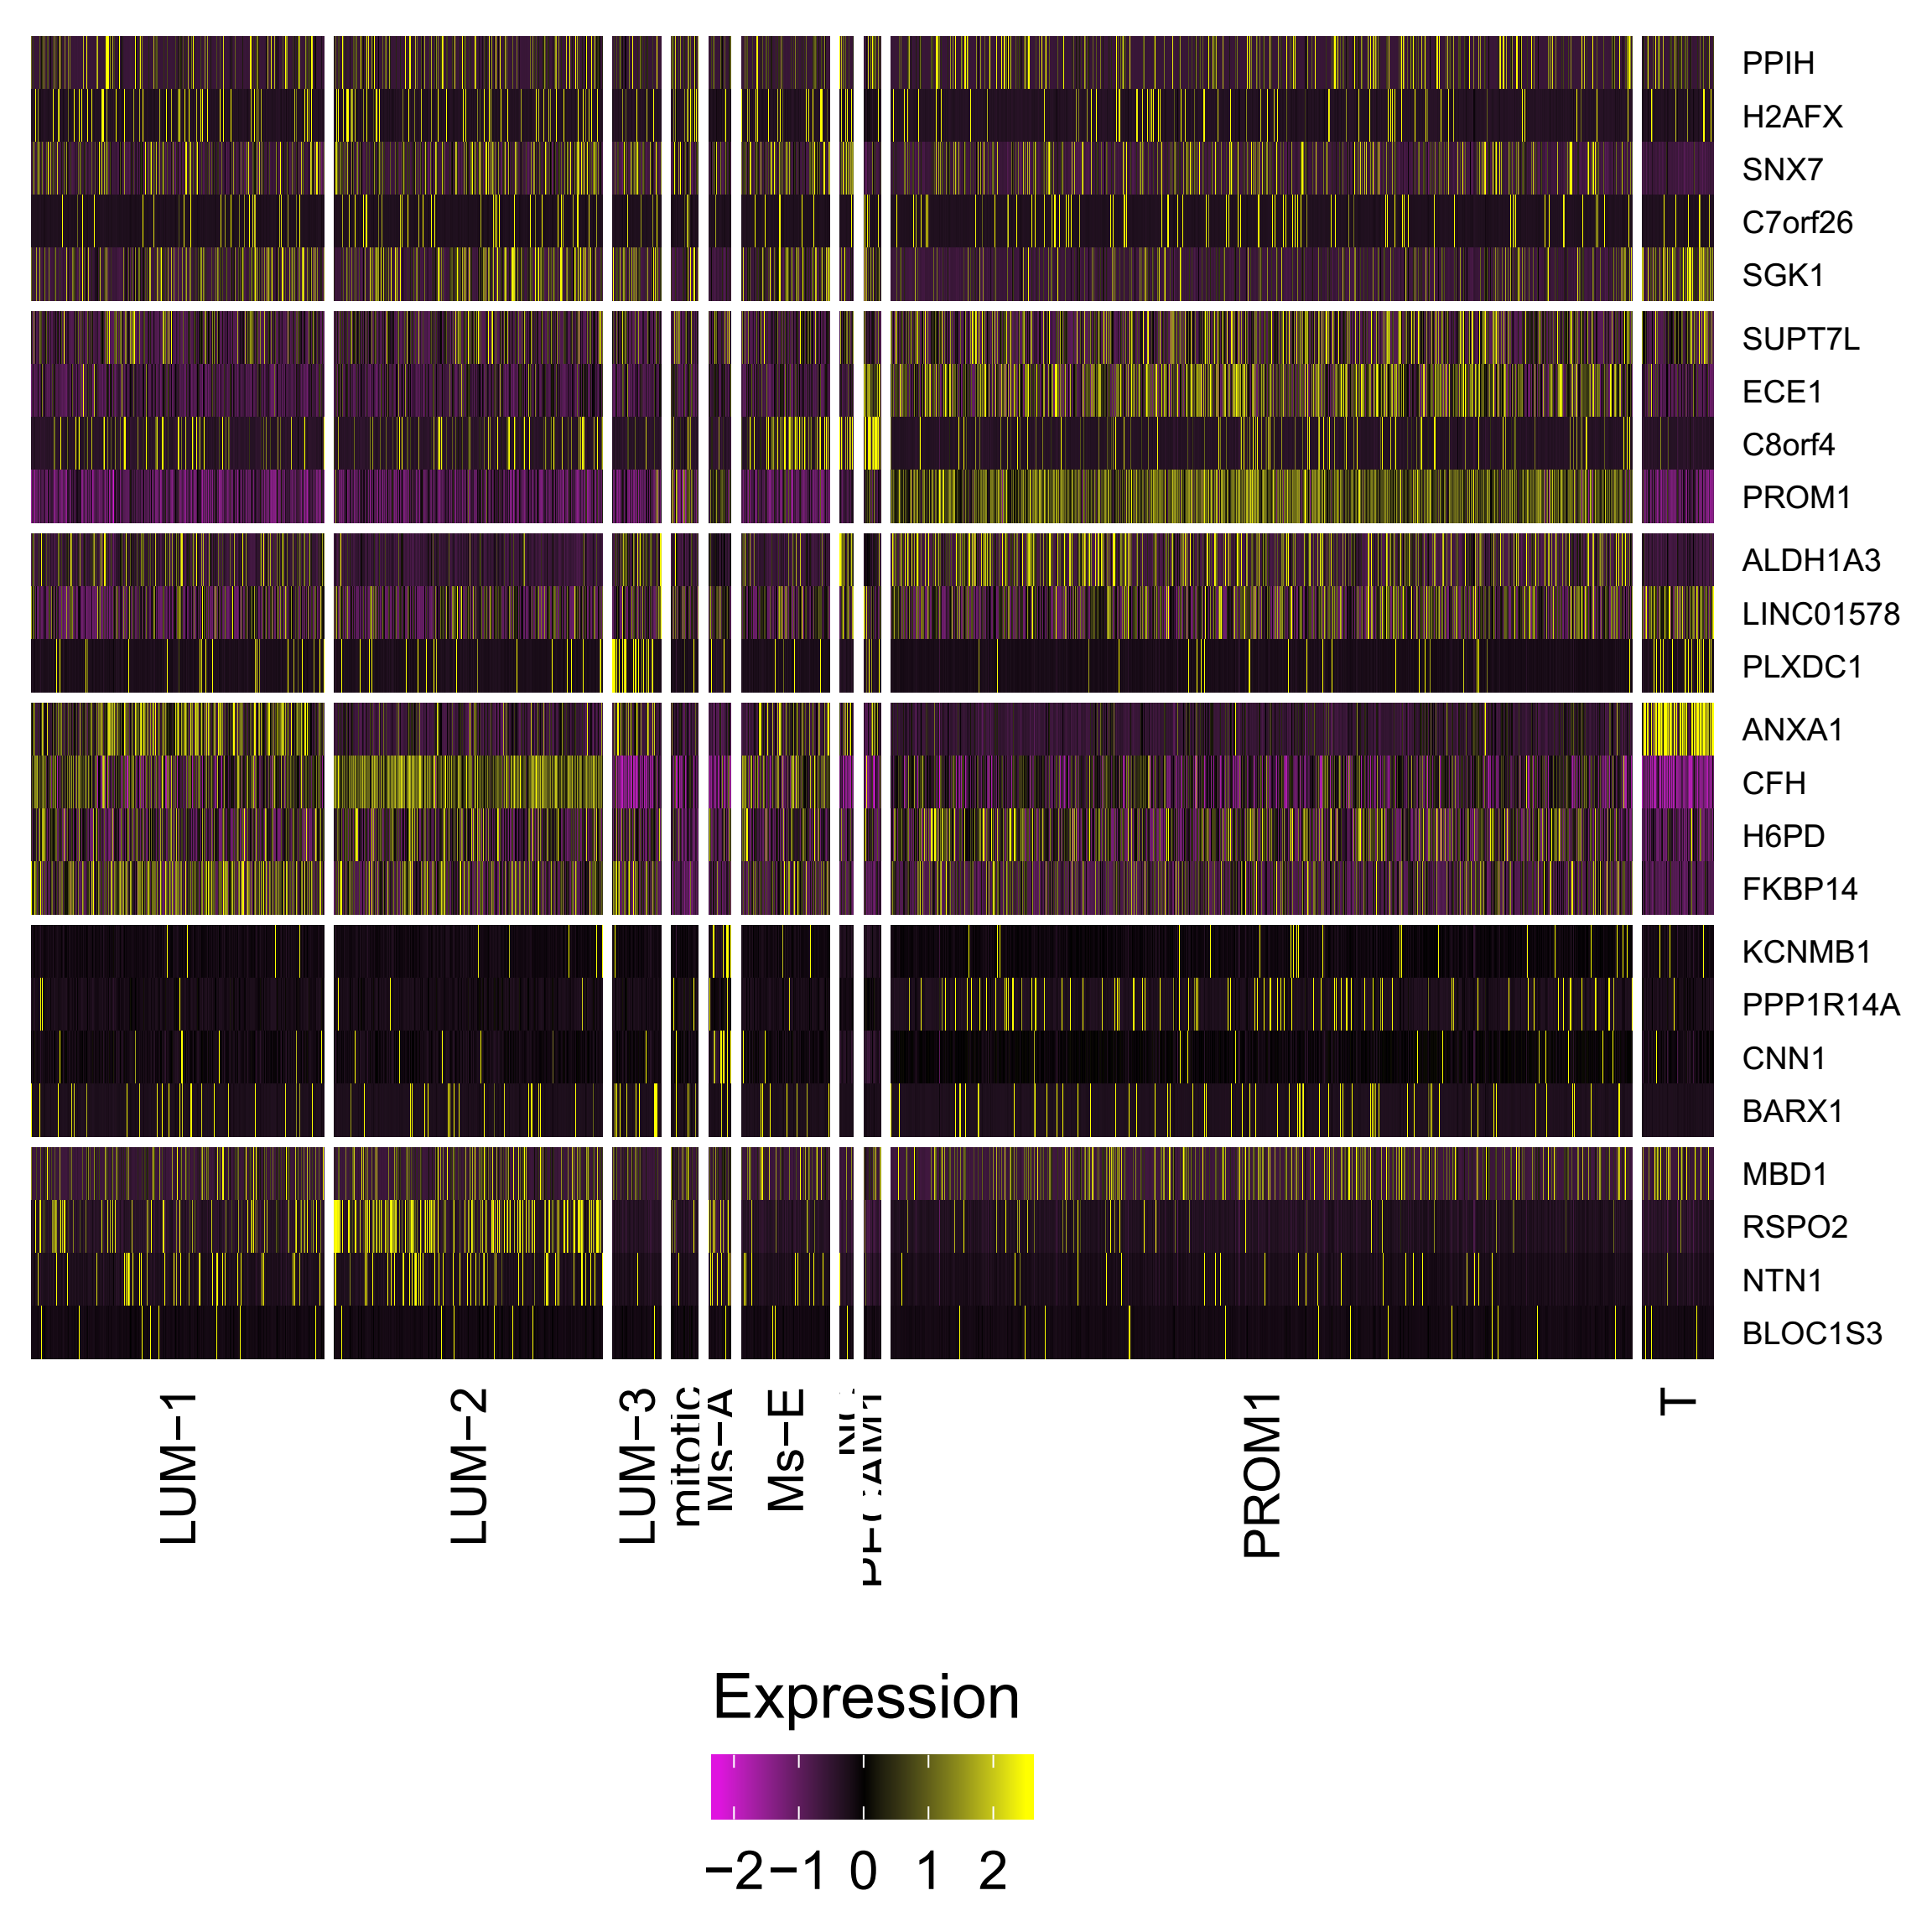 PPIH
H2AFX
SNX7
C7orf26
SGK1
SUPT7L
ECE1
C8orf4
PROM1
ALDH1A3
LINC01578
PLXDC1
ANXA1
CFH
H6PD
FKBP14
KCNMB1
PPP1R14A
CNN1
BARX1
MBD1
RSPO2
NTN1
BLOC1S3
LUM−1
LUM−2
LUM−3
mitotic
Ms−A
Ms−E
PROM1
T
Expression
−2 −1 0 1 2